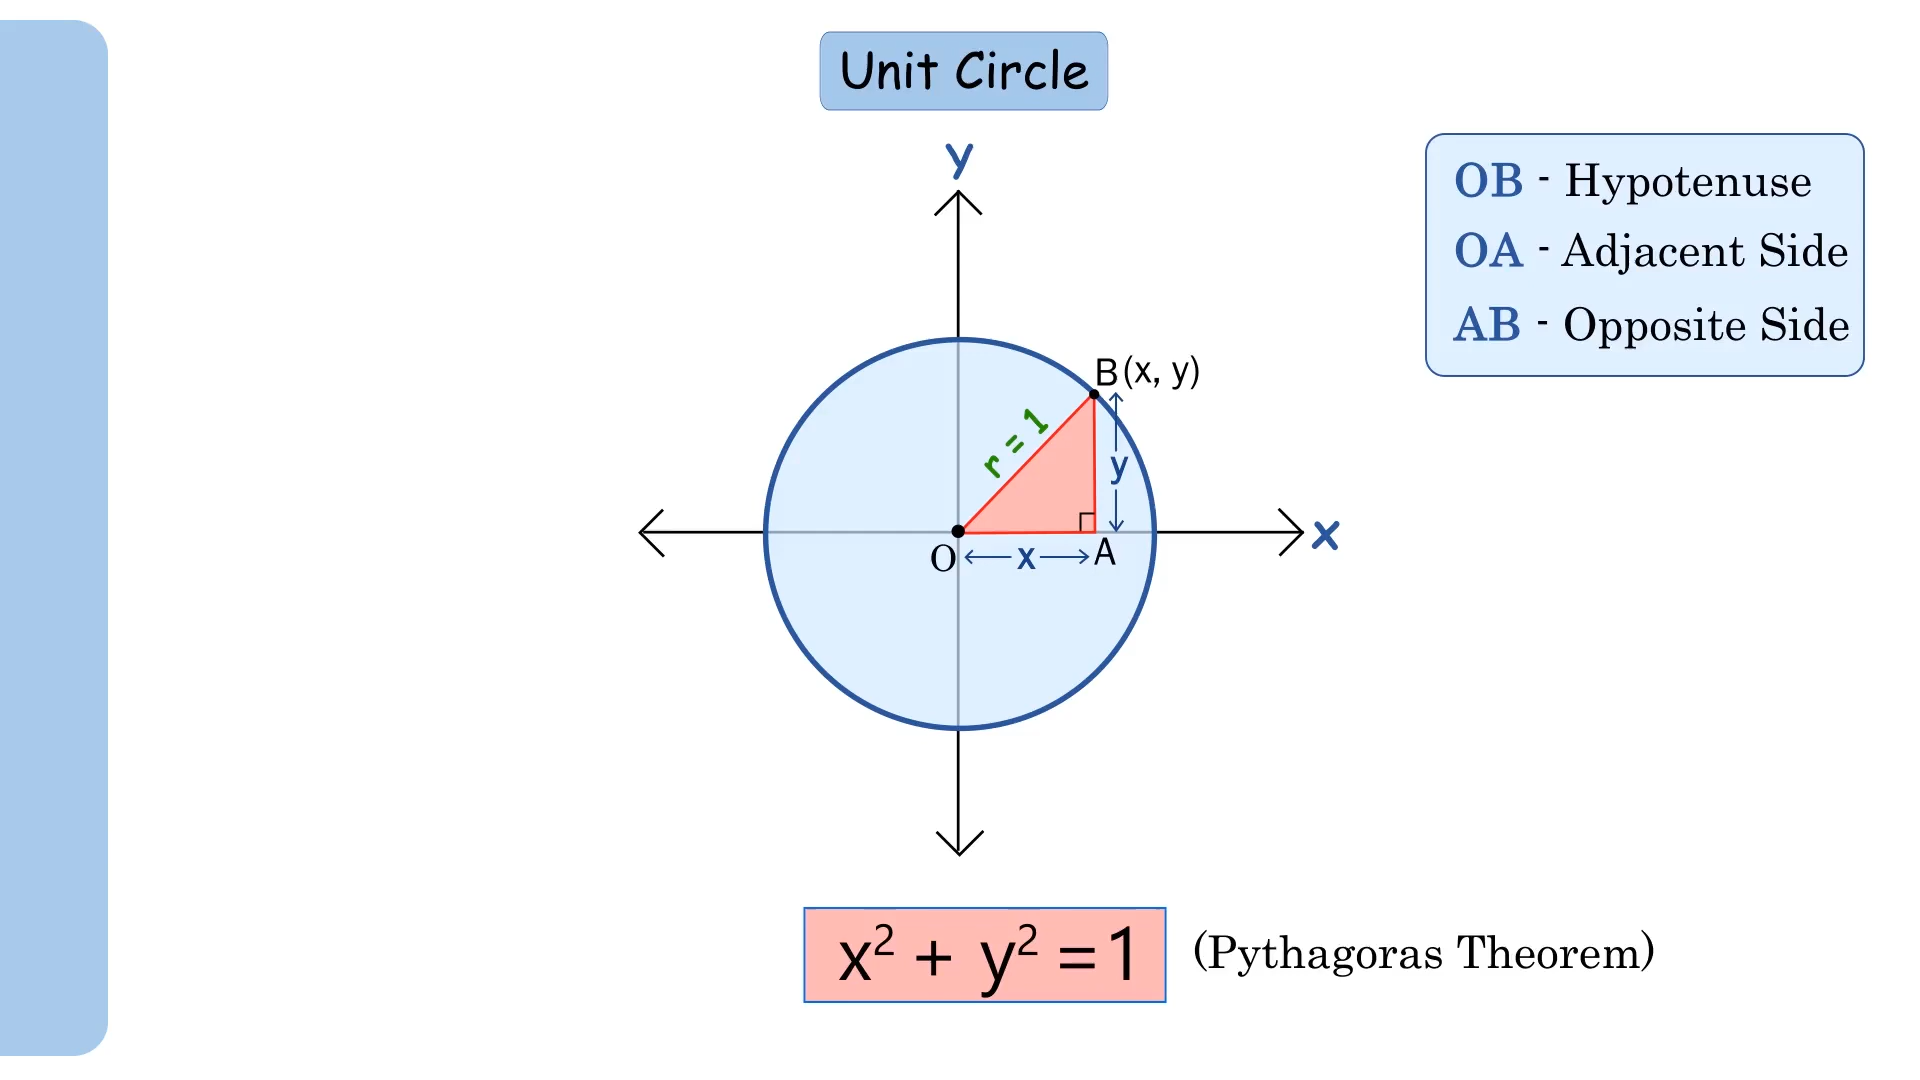 Unit Circle
y
OB - Hypotenuse
OA - Adjacent Side
AB - Opposite Side
B(x, y)
r = 1
y
x
O
x
A
x² + y² = 1 (Pythagoras Theorem)